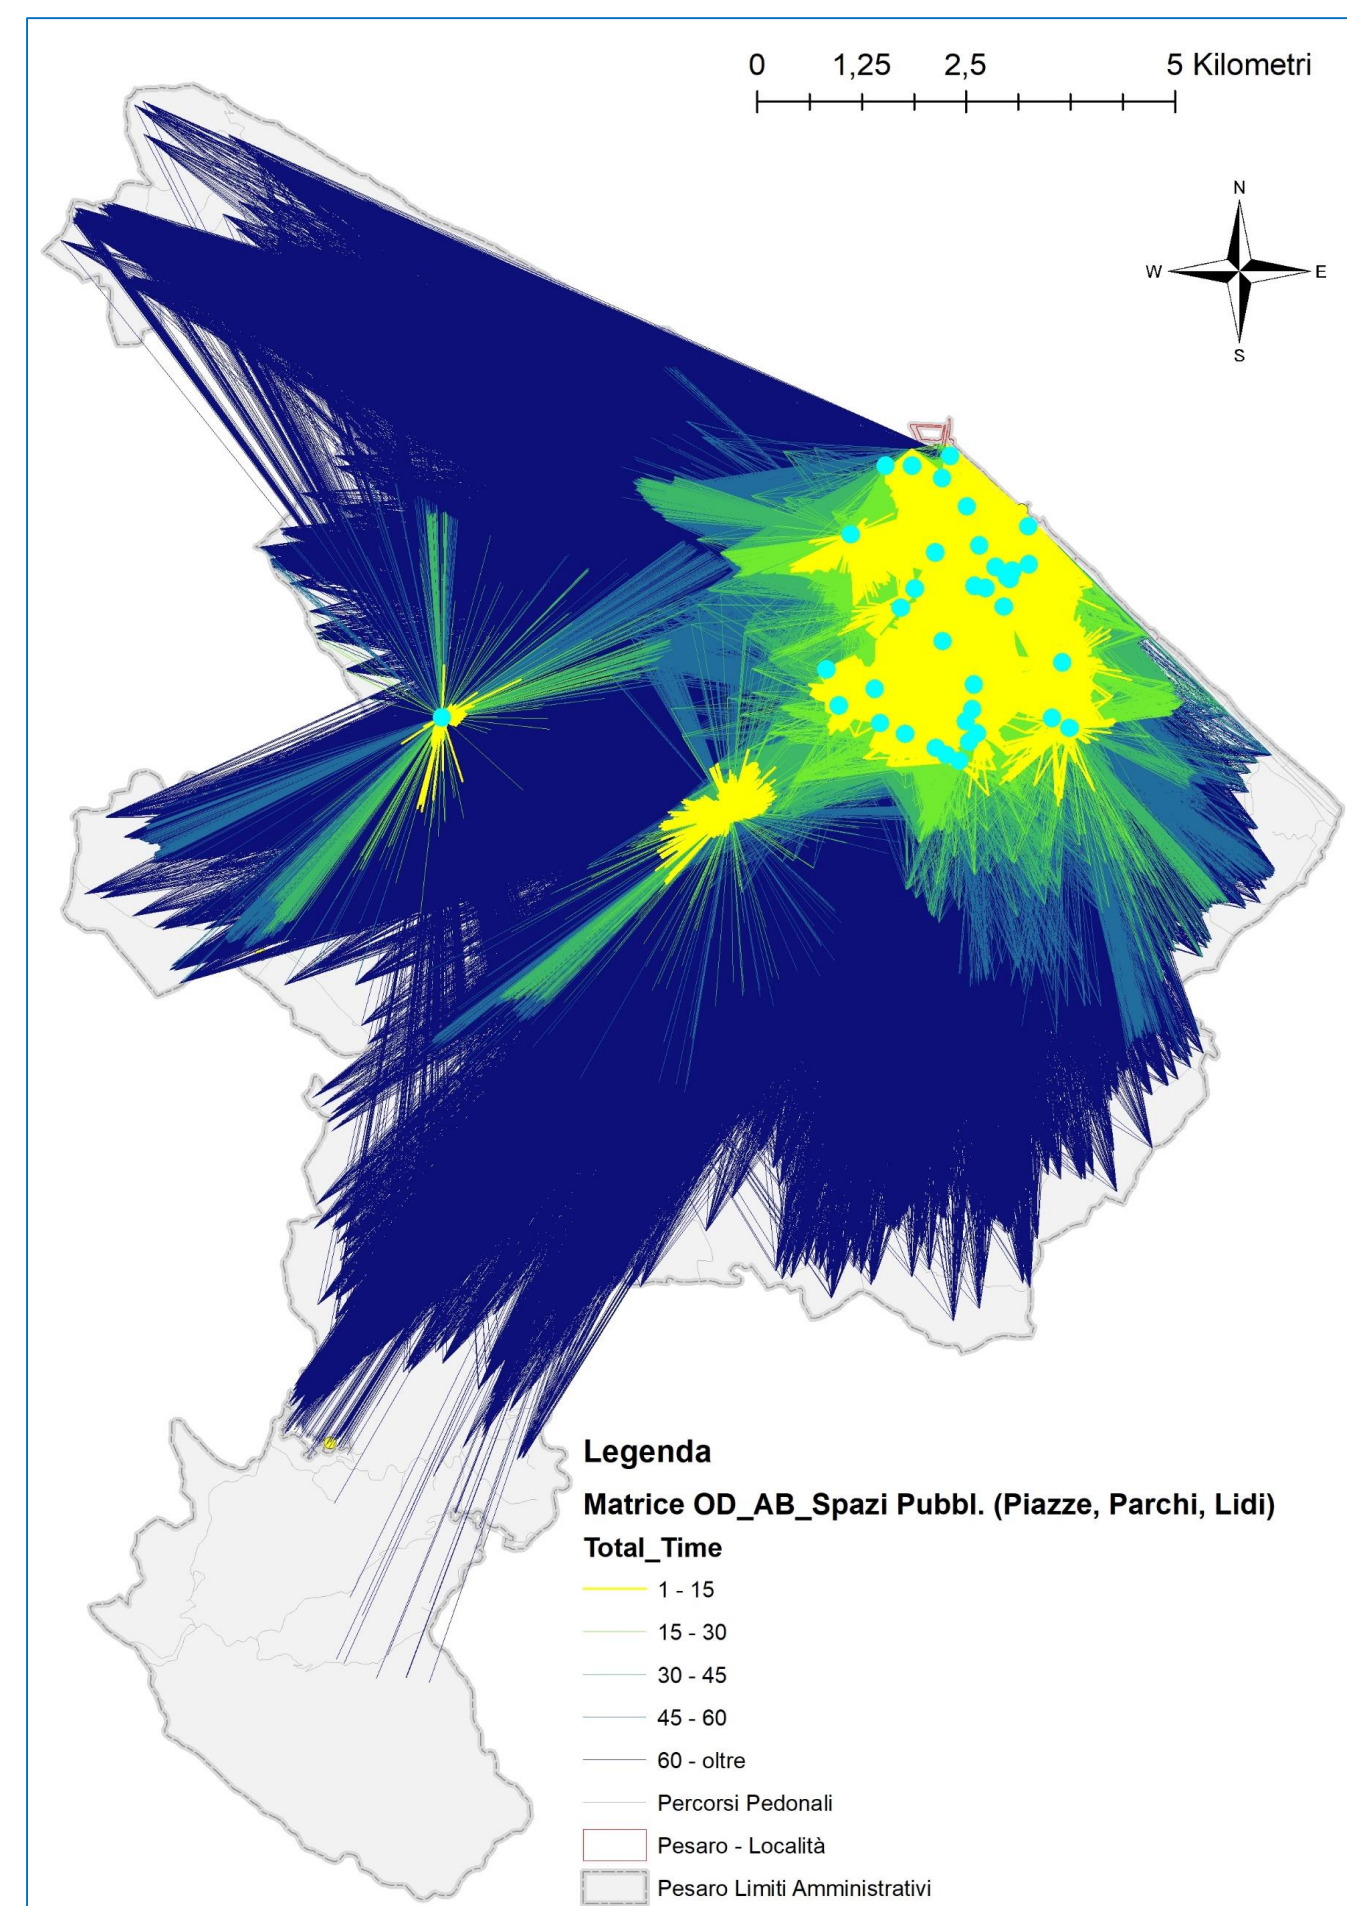 0 1,25 2,5 5 Kilometri
N
W E
S
Legenda
Matrice OD_AB_Spazi Pubbl. (Piazze, Parchi, Lidi)
Total_Time
1 - 15
15 - 30
30 - 45
45 - 60
60 - oltre
Percorsi Pedonali
Pesaro - Località
Pesaro Limiti Amministrativi